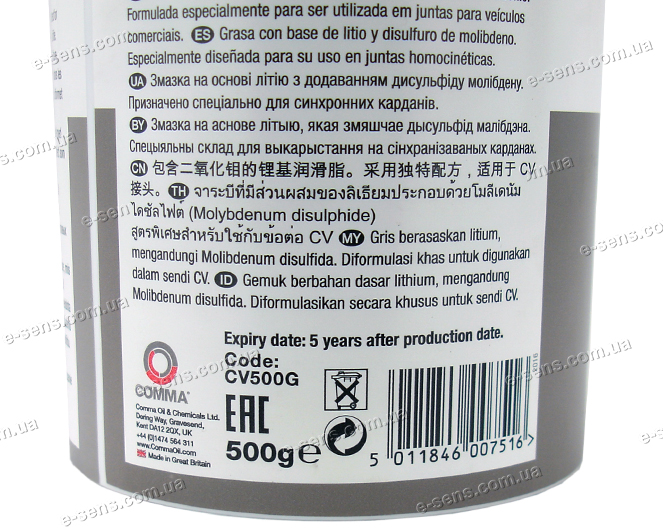 Formulada especialmente para ser utilizada em juntas para veículos
comerciais. ES Grasa con base de litio y disulfuro de molibdeno.
Especialmente diseñada para su uso en juntas homocinéticas.
UA Змазка на основі літію з додаванням дисульфіду молібдену.
Призначено спеціально для синхронних карданів.
BY Змазка на аснове літыю, якая змяшчае дысульфід малібдэна.
Спецыяльны склад для выкарыстання на сінхранізаваных карданах.
CN 包含二氧化钼的锂基润滑脂。采用独特配方，适用于 CV
接头。 TH จาระบีที่มีส่วนผสมของลิเธียมประกอบด้วยโมลิเดนัม
ไดซัลไฟด์ (Molybdenum disulphide)
สูตรพิเศษสำหรับใช้กับข้อต่อ CV MY Gris berasaskan litium,
mengandungi Molibdenum disulfida. Diformulasi khas untuk digunakan
dalam sendi CV. ID Gemuk berbahan dasar lithium, mengandung
Molibdenum disulfida. Diformulasikan secara khusus untuk sendi CV.
Expiry date: 5 years after production date.
Code:
CV500G
COMMA®
Comma Oil & Chemicals Ltd.
Dering Way, Gravesend,
Kent DA12 2QX, UK
+44 (0)1474 564 311
www.CommaOil.com
Made in Great Britain
EAC
500g℮
5 011846 007516
e-sens.com.ua